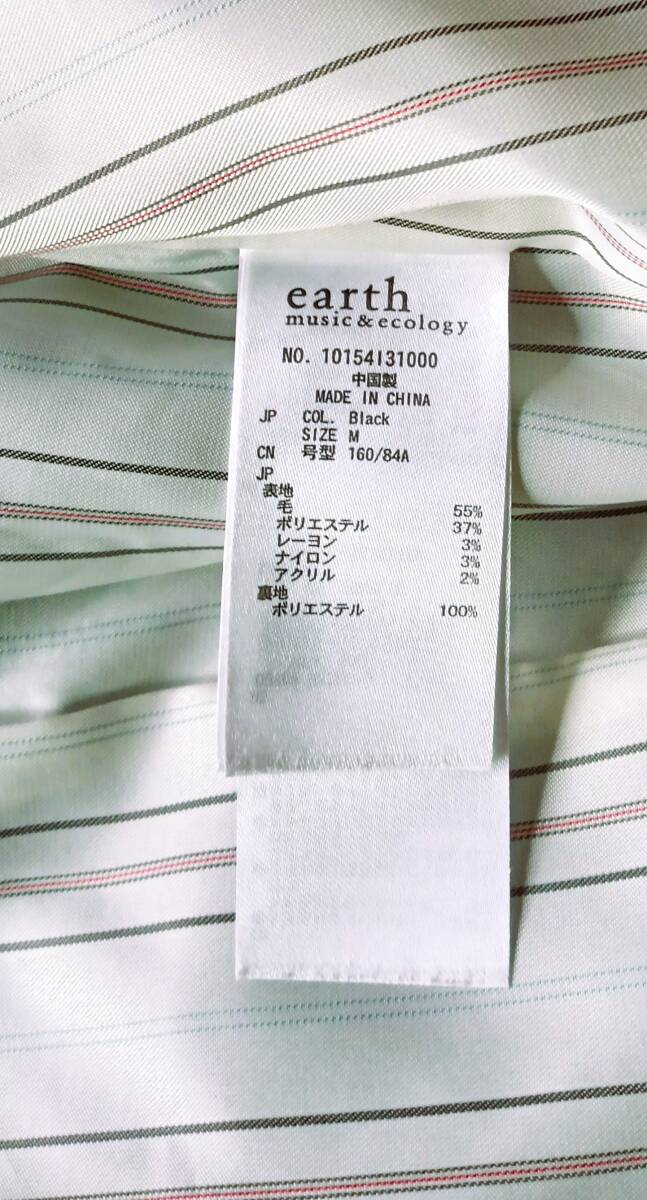 earth
music&ecology
NO. 10154131000
中国製
MADE IN CHINA
JP COL. Black
SIZE M
CN 号型 160/84A
JP
表地
毛 55%
ポリエステル 37%
レーヨン 3%
ナイロン 3%
アクリル 2%
裏地
ポリエステル 100%